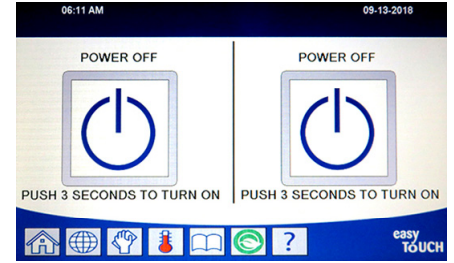 06:11 AM 09-13-2018
POWER OFF POWER OFF
PUSH 3 SECONDS TO TURN ON PUSH 3 SECONDS TO TURN ON
?
easy
TOUCH